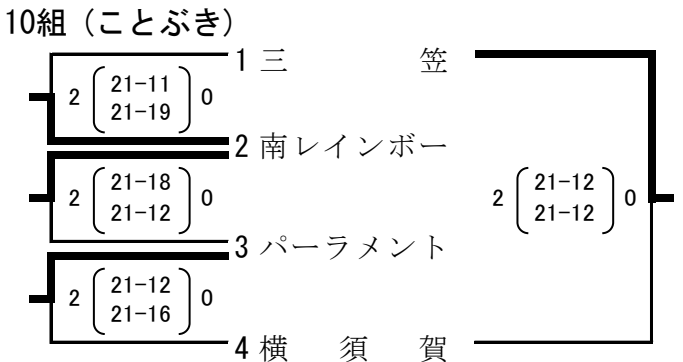 10組（ことぶき）
1 三　笠
2 ( 21-11 21-19 ) 0
2 南レインボー
2 ( 21-18 21-12 ) 0
2 ( 21-12 21-12 ) 0
3 パーラメント
2 ( 21-12 21-16 ) 0
4 横　須　賀